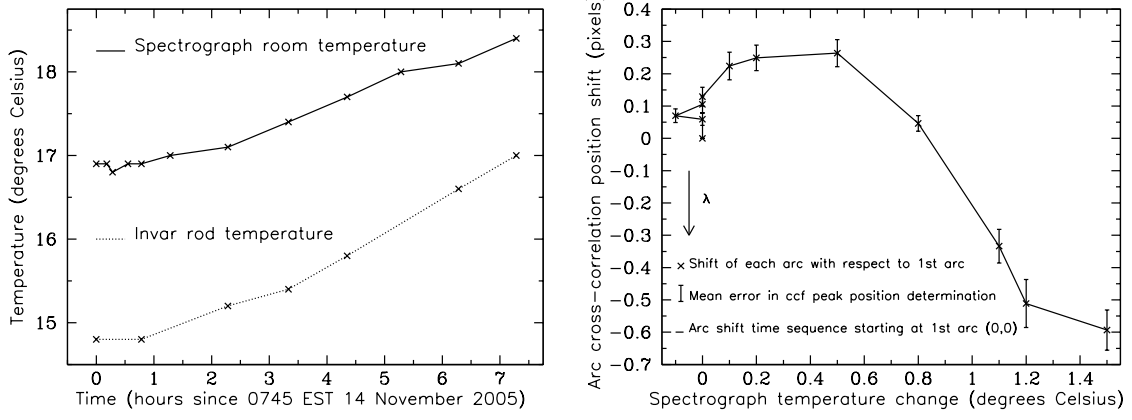 Temperature (degrees Celsius)
18
17
16
15
Spectrograph room temperature
Invar rod temperature
0 1 2 3 4 5 6 7
Time (hours since 0745 EST 14 November 2005)
Arc cross-correlation position shift (pixels)
0.4
0.3
0.2
0.1
0
-0.1
-0.2
-0.3
-0.4
-0.5
-0.6
-0.7
λ
Shift of each arc with respect to 1st arc
Mean error in ccf peak position determination
Arc shift time sequence starting at 1st arc (0,0)
0 0.2 0.4 0.6 0.8 1.0 1.2 1.4
Spectrograph temperature change (degrees Celsius)